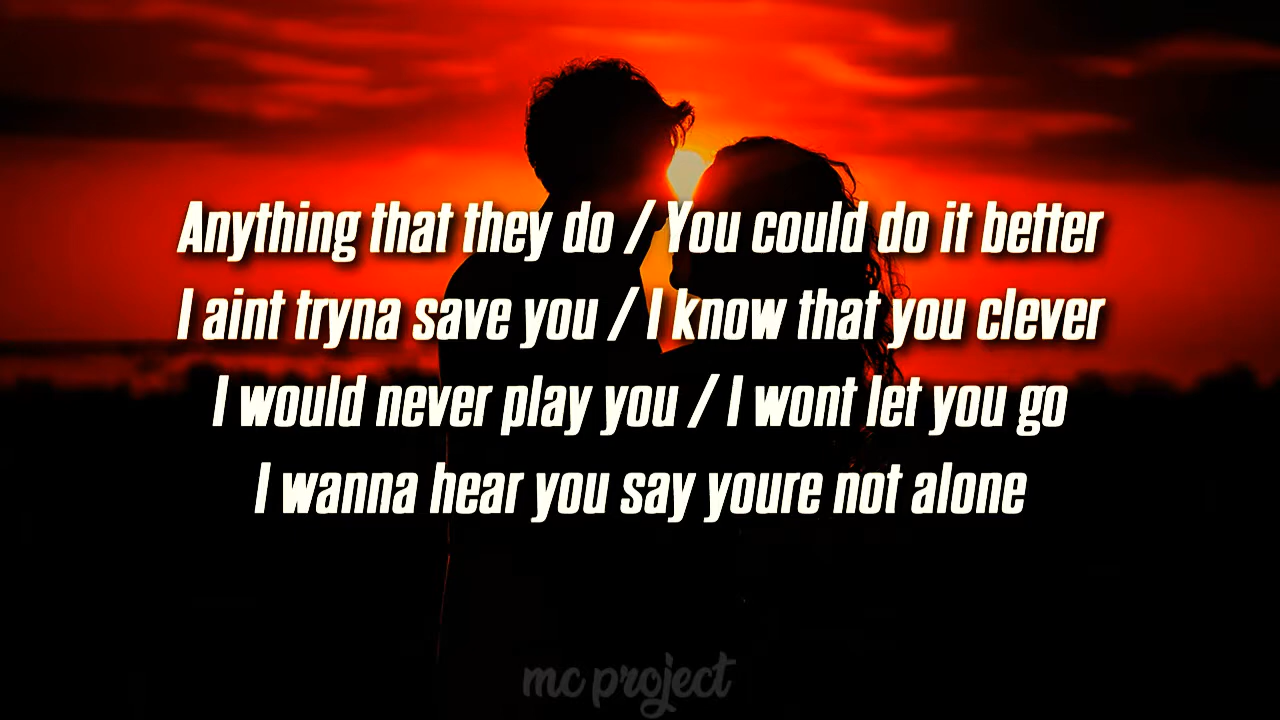 Anything that they do / You could do it better
I aint tryna save you / I know that you clever
I would never play you / I wont let you go
I wanna hear you say youre not alone
mc project